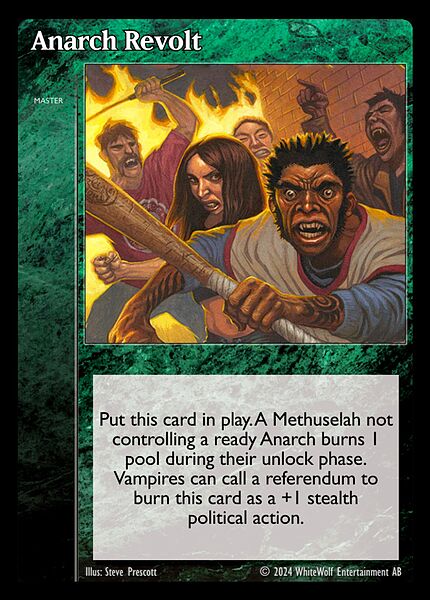 Anarch Revolt
MASTER
Put this card in play. A Methuselah not
controlling a ready Anarch burns 1
pool during their unlock phase.
Vampires can call a referendum to
burn this card as a +1 stealth
political action.
Illus: Steve Prescott
© 2024 WhiteWolf Entertainment AB